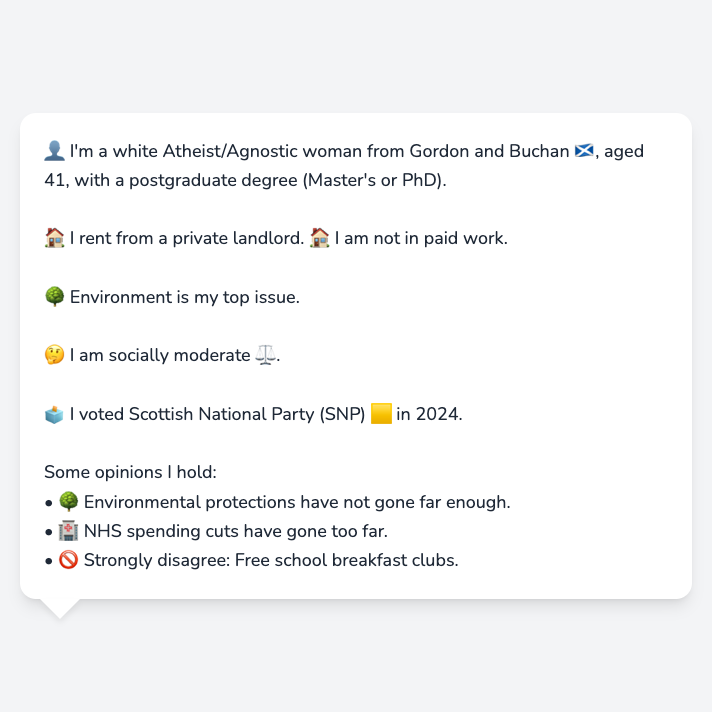 👤 I'm a white Atheist/Agnostic woman from Gordon and Buchan 🏴󠁧󠁢󠁳󠁣󠁴󠁿, aged
41, with a postgraduate degree (Master's or PhD).
🏠 I rent from a private landlord. 🏠 I am not in paid work.
🌳 Environment is my top issue.
🤔 I am socially moderate ⚖️.
🗳️ I voted Scottish National Party (SNP) 🟨 in 2024.
Some opinions I hold:
• 🌳 Environmental protections have not gone far enough.
• 🏥 NHS spending cuts have gone too far.
• 🚫 Strongly disagree: Free school breakfast clubs.